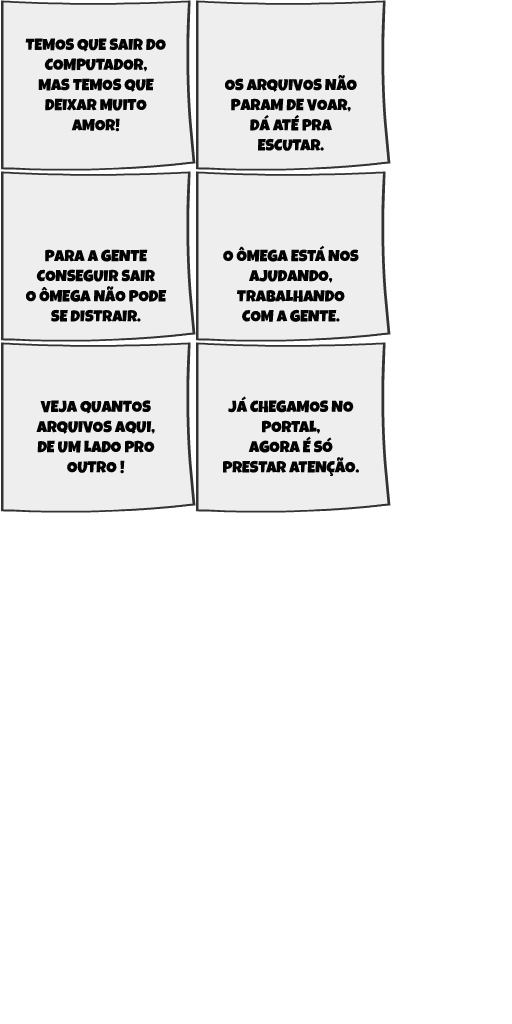 TEMOS QUE SAIR DO
COMPUTADOR,
MAS TEMOS QUE
DEIXAR MUITO
AMOR!
OS ARQUIVOS NÃO
PARAM DE VOAR,
DÁ ATÉ PRA
ESCUTAR.
PARA A GENTE
CONSEGUIR SAIR
O ÔMEGA NÃO PODE
SE DISTRAIR.
O ÔMEGA ESTÁ NOS
AJUDANDO,
TRABALHANDO
COM A GENTE.
VEJA QUANTOS
ARQUIVOS AQUI,
DE UM LADO PRO
OUTRO !
JÁ CHEGAMOS NO
PORTAL,
AGORA É SÓ
PRESTAR ATENÇÃO.